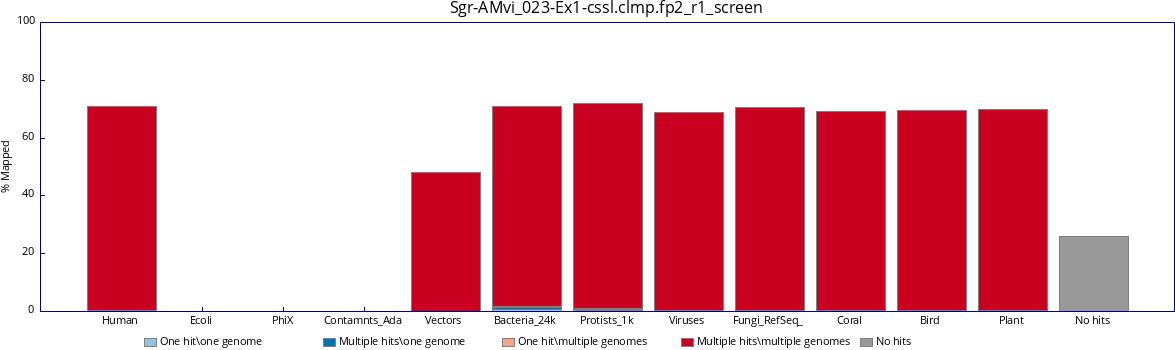 Sgr-AMvi_023-Ex1-cssl.clmp.fp2_r1_screen
100
80
60
40
20
0
% Mapped
Human Ecoli PhiX Contamnts_Ada Vectors Bacteria_24k Protists_1k Viruses Fungi_RefSeq_ Coral Bird Plant No hits
One hit\one genome Multiple hits\one genome One hit\multiple genomes Multiple hits\multiple genomes No hits